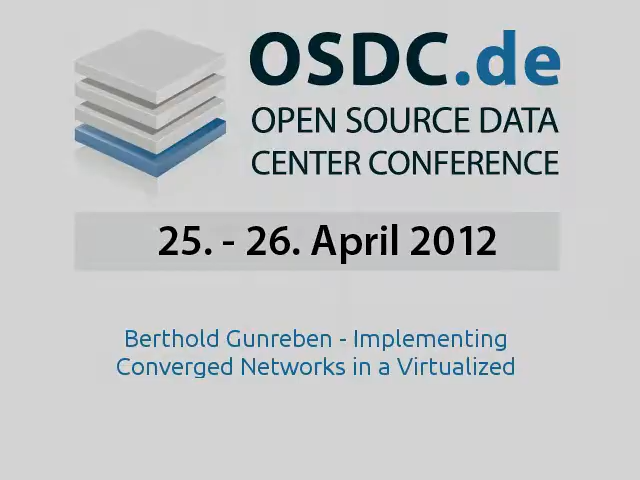 OSDC.de
OPEN SOURCE DATA
CENTER CONFERENCE
25. - 26. April 2012
Berthold Gunreben - Implementing
Converged Networks in a Virtualized